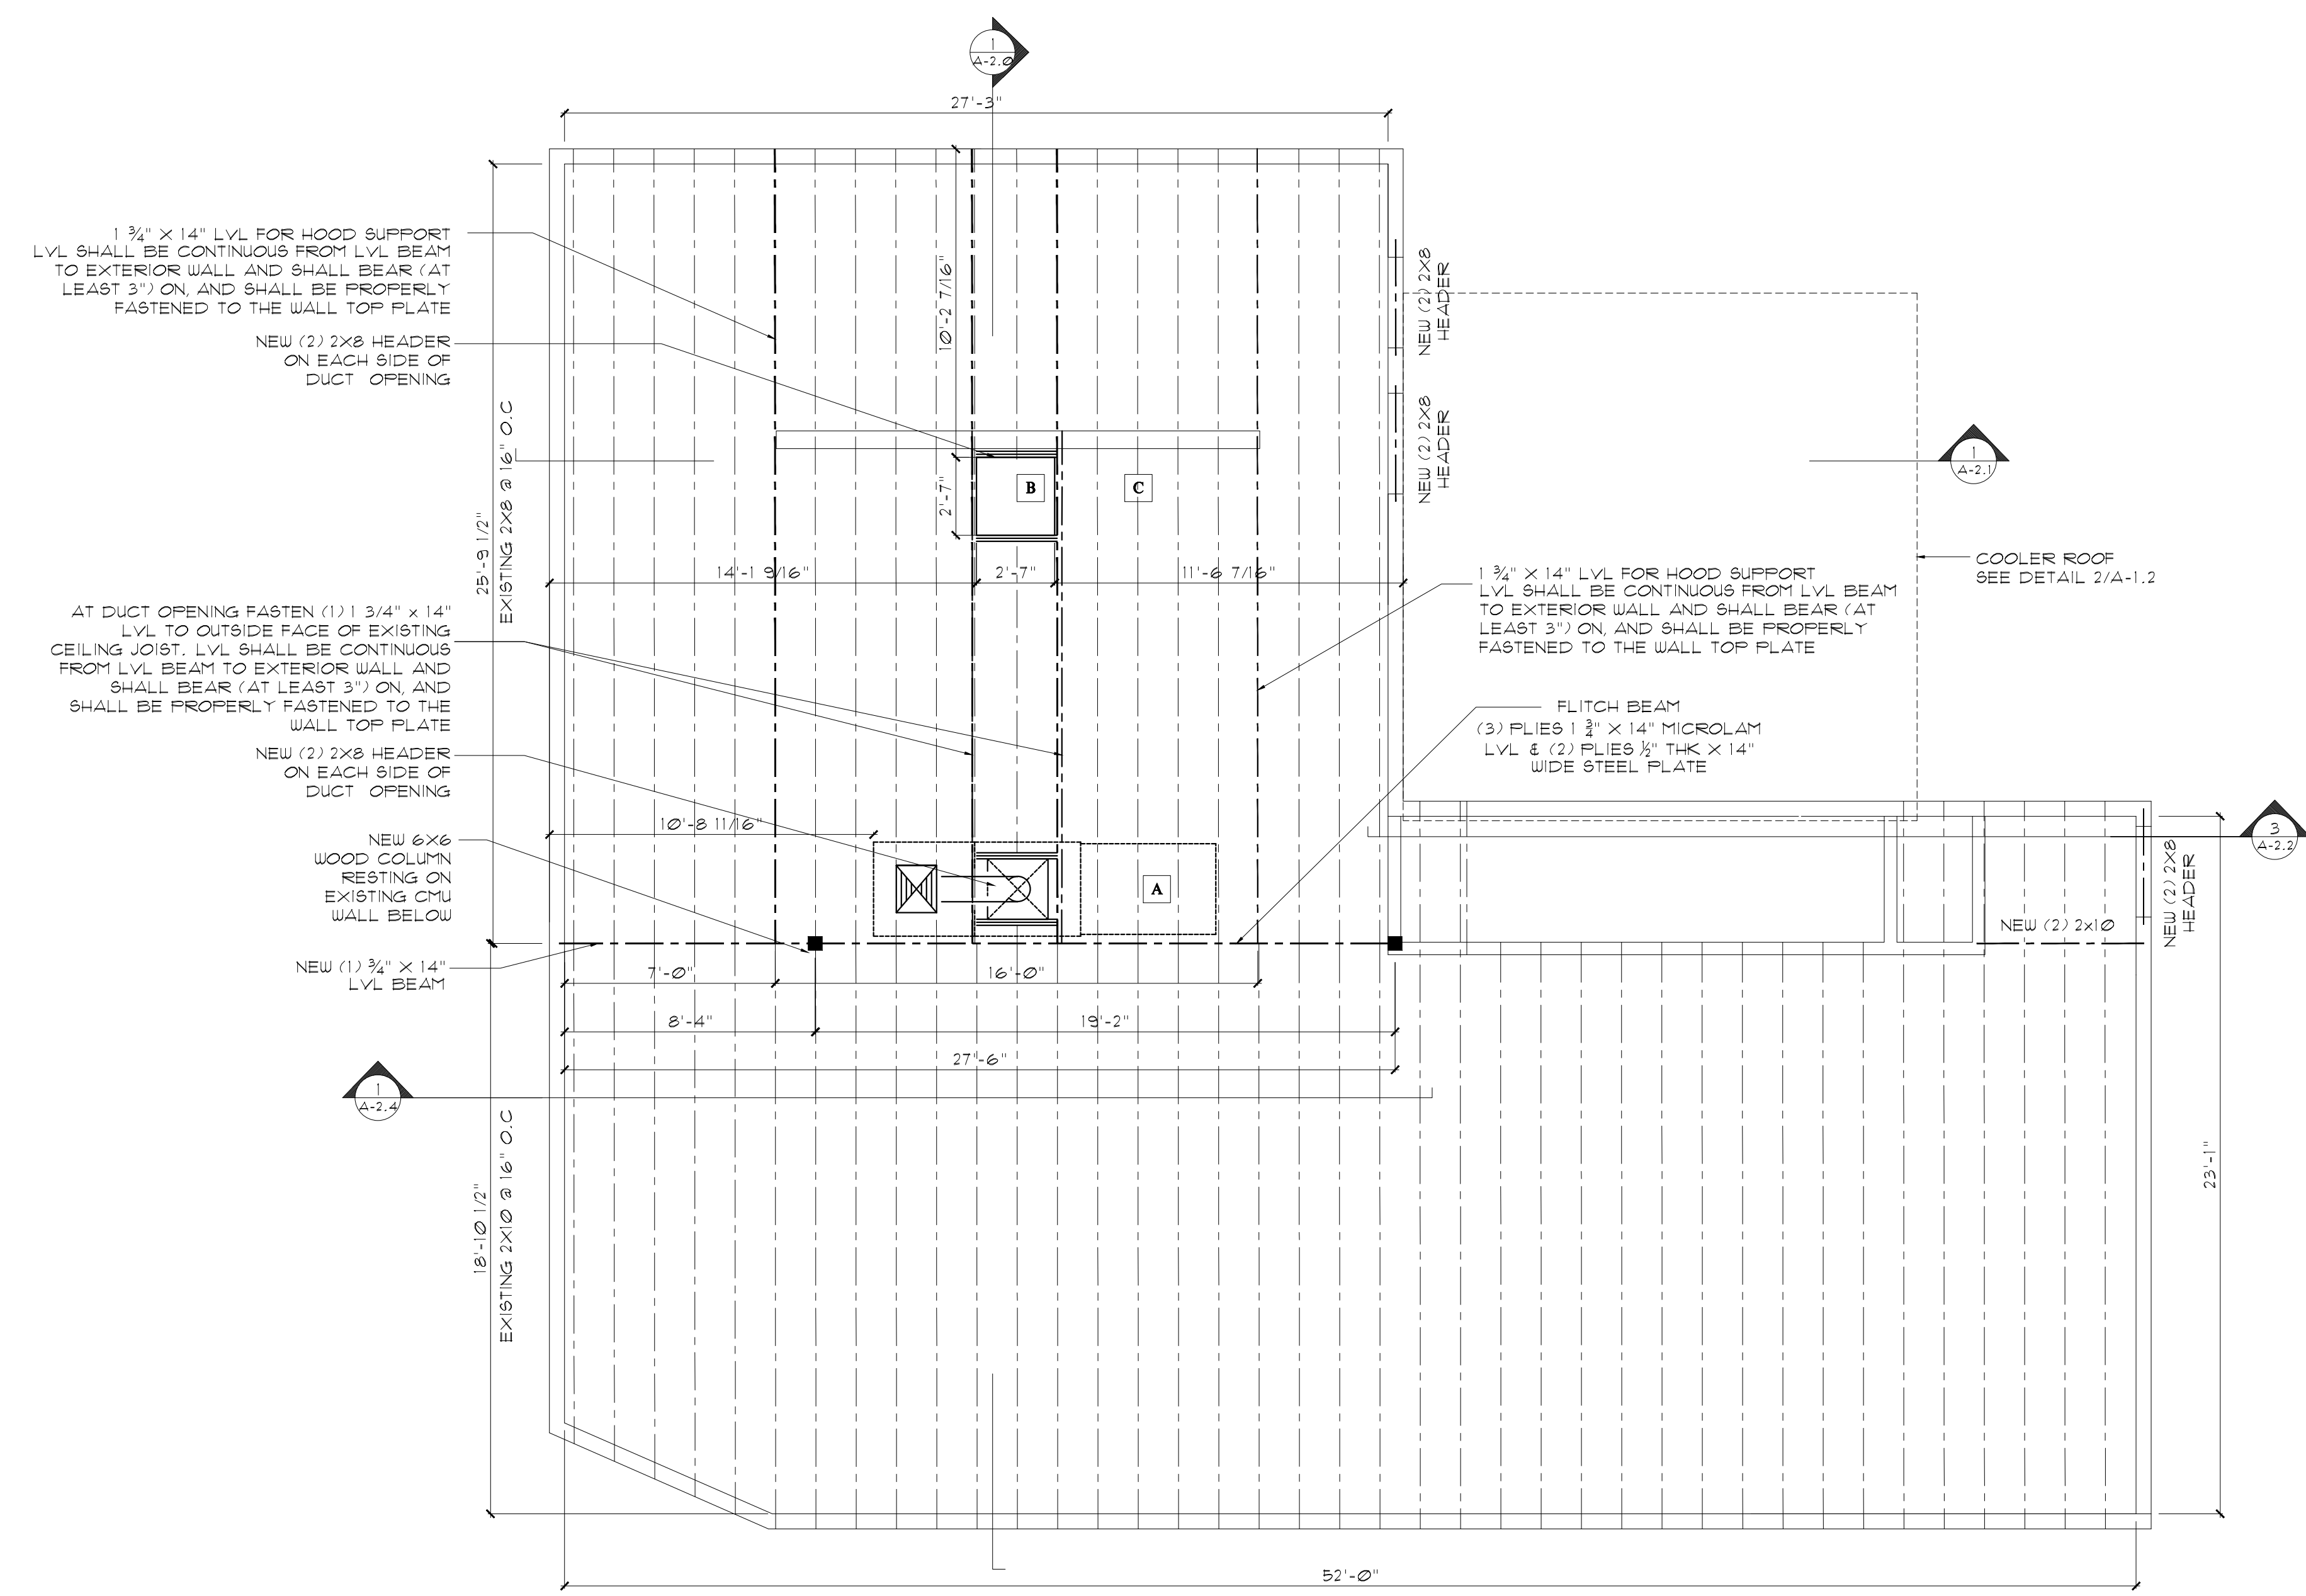 1
A-2.0
27'-3"
1 ¾" X 14" LVL FOR HOOD SUPPORT
LVL SHALL BE CONTINUOUS FROM LVL BEAM
TO EXTERIOR WALL AND SHALL BEAR (AT
LEAST 3") ON, AND SHALL BE PROPERLY
FASTENED TO THE WALL TOP PLATE
NEW (2) 2X8 HEADER
ON EACH SIDE OF
DUCT OPENING
25'-9 1/2"
EXISTING 2X8 @ 16" O.C
10'-2 7/16"
2'-7"
NEW (2) 2X8
HEADER
NEW (2) 2X8
HEADER
B
C
1
A-2.1
14'-1 9/16"
2'-7"
11'-6 7/16"
COOLER ROOF
SEE DETAIL 2/A-1.2
1 ¾" X 14" LVL FOR HOOD SUPPORT
LVL SHALL BE CONTINUOUS FROM LVL BEAM
TO EXTERIOR WALL AND SHALL BEAR (AT
LEAST 3") ON, AND SHALL BE PROPERLY
FASTENED TO THE WALL TOP PLATE
AT DUCT OPENING FASTEN (1) 1 3/4" x 14"
LVL TO OUTSIDE FACE OF EXISTING
CEILING JOIST. LVL SHALL BE CONTINUOUS
FROM LVL BEAM TO EXTERIOR WALL AND
SHALL BEAR (AT LEAST 3") ON, AND
SHALL BE PROPERLY FASTENED TO THE
WALL TOP PLATE
FLITCH BEAM
(3) PLIES 1 ¾" X 14" MICROLAM
LVL & (2) PLIES ½" THK X 14"
WIDE STEEL PLATE
NEW (2) 2X8 HEADER
ON EACH SIDE OF
DUCT OPENING
10'-8 11/16"
NEW 6X6
WOOD COLUMN
RESTING ON
EXISTING CMU
WALL BELOW
A
3
A-2.2
NEW (2) 2X8
HEADER
NEW (2) 2x10
NEW (1) ¾" X 14"
LVL BEAM
7'-0"
16'-0"
8'-4"
19'-2"
27'-6"
1
A-2.4
18'-10 1/2"
EXISTING 2X10 @ 16" O.C
23'-1"
52'-0"